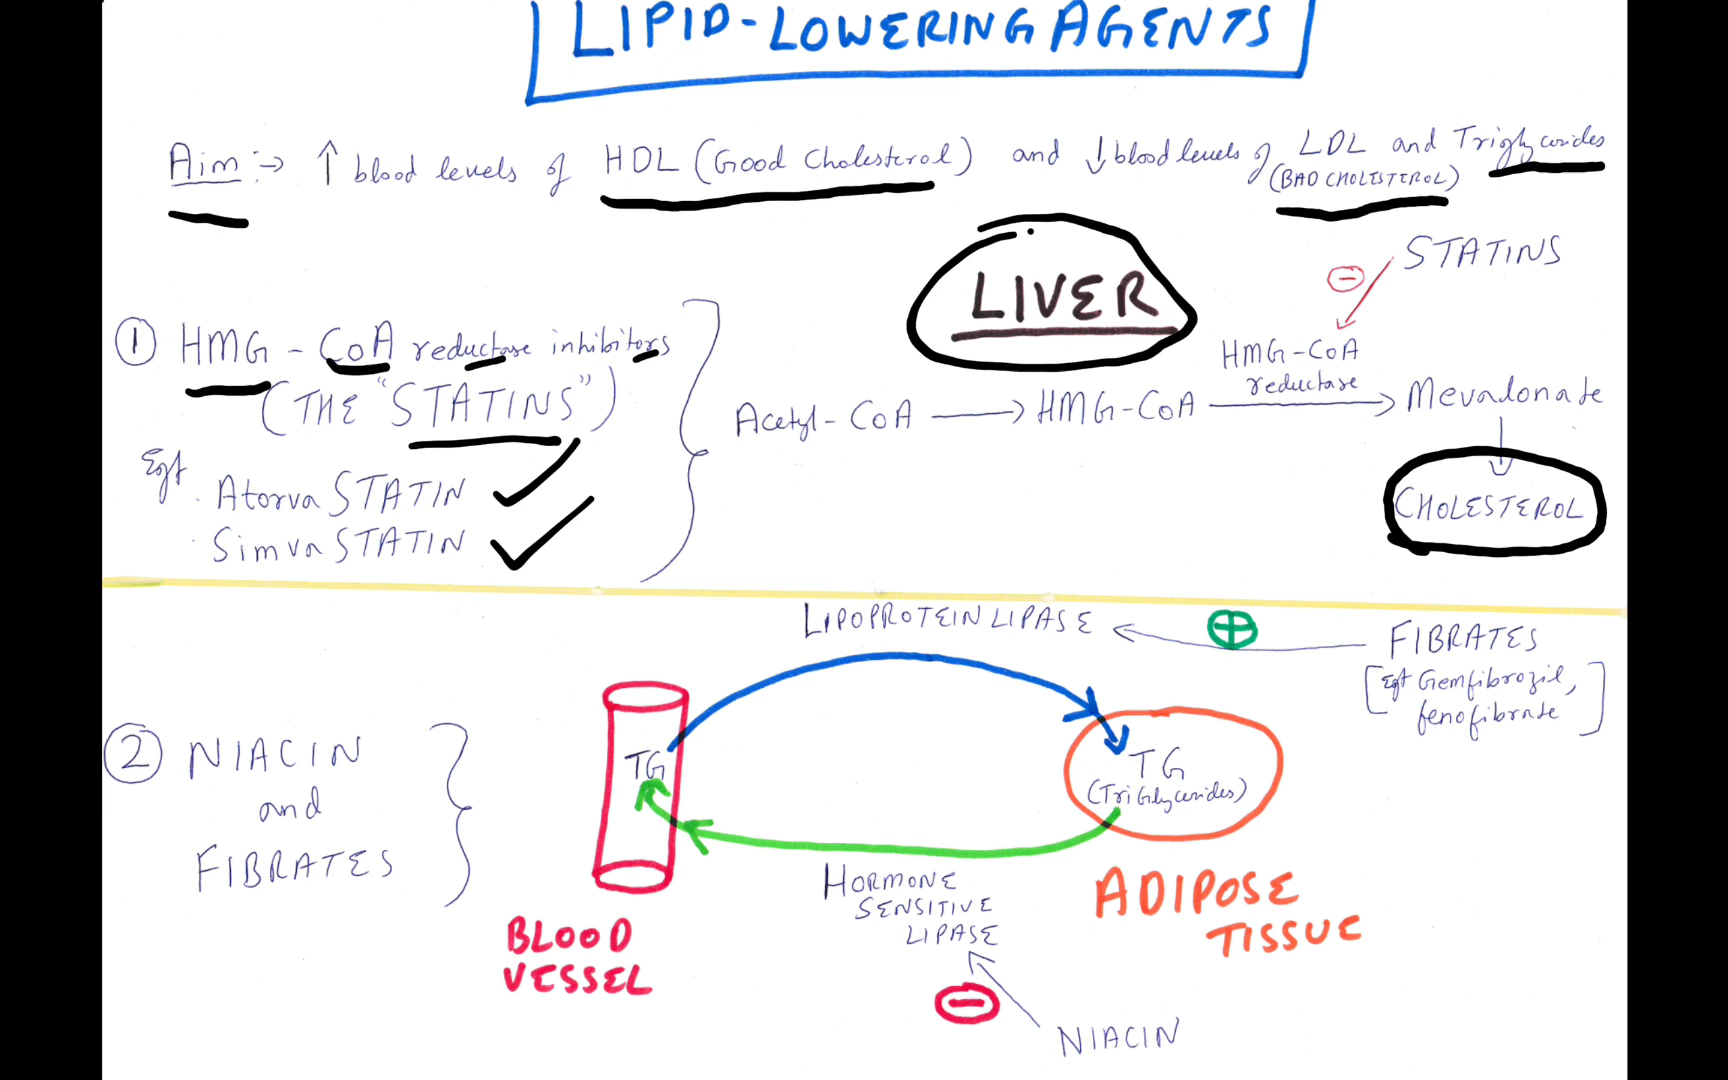 LIPID-LOWERING AGENTS
Aim :→ ↑ blood levels of HDL (Good Cholesterol) and ↓ blood levels of LDL and Triglycerides
(BAD CHOLESTEROL)
STATINS
⊖
LIVER
① HMG - CoA reductase inhibitors
(THE "STATINS")
Eg:
. AtorvaSTATIN
. SimvaSTATIN
HMG-CoA
reductase
Acetyl-CoA → HMG-CoA → Mevalonate
↓
CHOLESTEROL
LIPOPROTEIN LIPASE ← ⊕ FIBRATES
[Eg: Gemfibrozil,
fenofibrate]
② NIACIN
and
FIBRATES
TG
TG
(TriGlycerides)
HORMONE
SENSITIVE
LIPASE
ADIPOSE
TISSUE
BLOOD
VESSEL
⊖
NIACIN